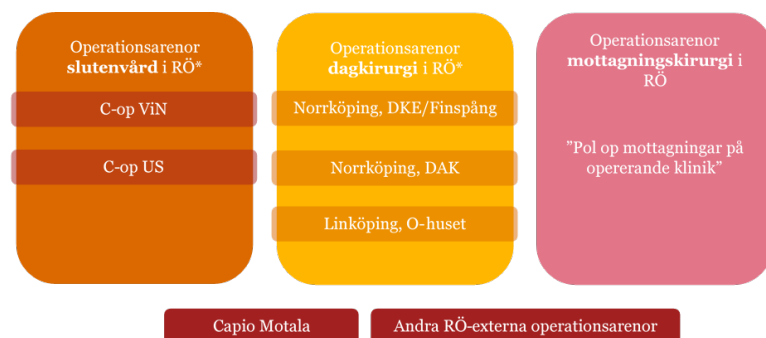 Operationsarenor
slutenvård i RÖ*
C-op ViN
C-op US
Operationsarenor
dagkirurgi i RÖ*
Norrköping, DKE/Finspång
Norrköping, DAK
Linköping, O-huset
Operationsarenor
mottagningskirurgi i
RÖ
”Pol op mottagningar på
opererande klinik”
Capio Motala
Andra RÖ-externa operationsarenor